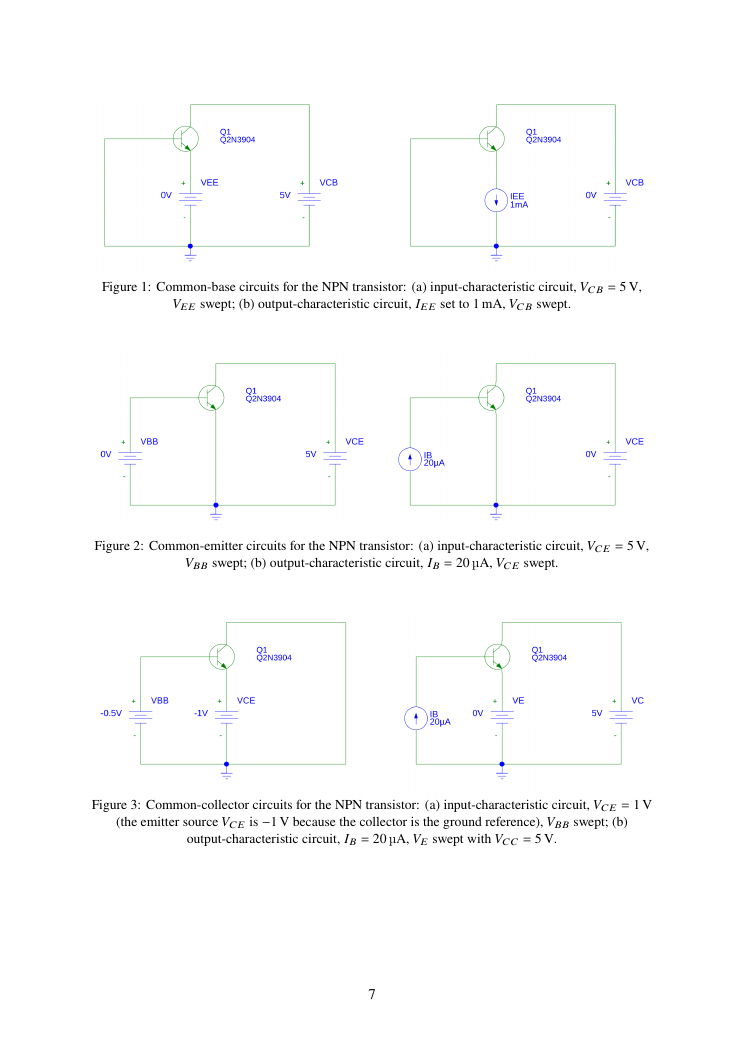 Q1
Q2N3904
+
VEE
0V
-
+
VCB
5V
-
Q1
Q2N3904
IEE
1mA
+
VCB
0V
-
Figure 1: Common-base circuits for the NPN transistor: (a) input-characteristic circuit, V_CB = 5 V,
V_EE swept; (b) output-characteristic circuit, I_EE set to 1 mA, V_CB swept.
Q1
Q2N3904
+
VBB
0V
-
+
VCE
5V
-
Q1
Q2N3904
IB
20µA
+
VCE
0V
-
Figure 2: Common-emitter circuits for the NPN transistor: (a) input-characteristic circuit, V_CE = 5 V,
V_BB swept; (b) output-characteristic circuit, I_B = 20 µA, V_CE swept.
Q1
Q2N3904
+
VBB
-0.5V
-
+
VCE
-1V
-
Q1
Q2N3904
IB
20µA
+
VE
0V
-
+
VC
5V
-
Figure 3: Common-collector circuits for the NPN transistor: (a) input-characteristic circuit, V_CE = 1 V
(the emitter source V_CE is −1 V because the collector is the ground reference), V_BB swept; (b)
output-characteristic circuit, I_B = 20 µA, V_E swept with V_CC = 5 V.
7